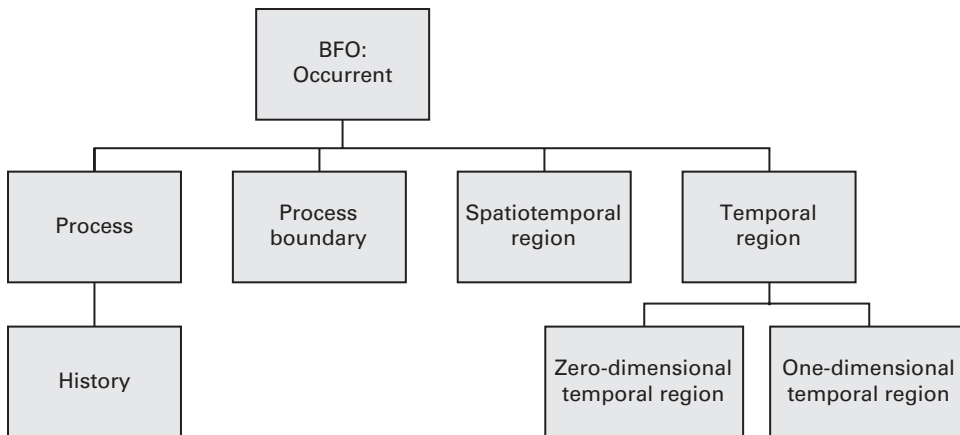 BFO:
Occurrent
Process
Process
boundary
Spatiotemporal
region
Temporal
region
History
Zero-dimensional
temporal region
One-dimensional
temporal region